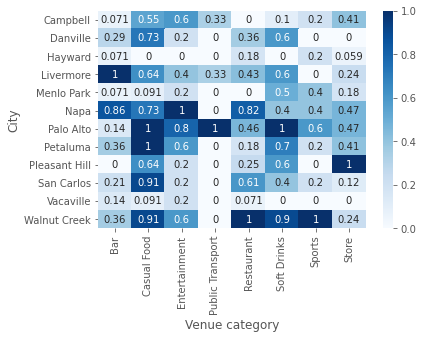 Campbell 0.071 0.55 0.6 0.33 0 0.1 0.2 0.41
Danville 0.29 0.73 0.2 0 0.36 0.6 0 0
Hayward 0.071 0 0 0 0.18 0 0.2 0.059
Livermore 1 0.64 0.4 0.33 0.43 0.6 0 0.24
Menlo Park 0.071 0.091 0.2 0 0 0.5 0.4 0.18
Napa 0.86 0.73 1 0 0.82 0.4 0.4 0.47
Palo Alto 0.14 1 0.8 1 0.46 1 0.6 0.47
Petaluma 0.36 1 0.6 0 0.18 0.7 0.2 0.41
Pleasant Hill 0 0.64 0.2 0 0.25 0.6 0 1
San Carlos 0.21 0.91 0.2 0 0.61 0.4 0.2 0.12
Vacaville 0.14 0.091 0.2 0 0.071 0 0 0
Walnut Creek 0.36 0.91 0.6 0 1 0.9 1 0.24
City
Bar
Casual Food
Entertainment
Public Transport
Restaurant
Soft Drinks
Sports
Store
Venue category
1.0
0.8
0.6
0.4
0.2
0.0